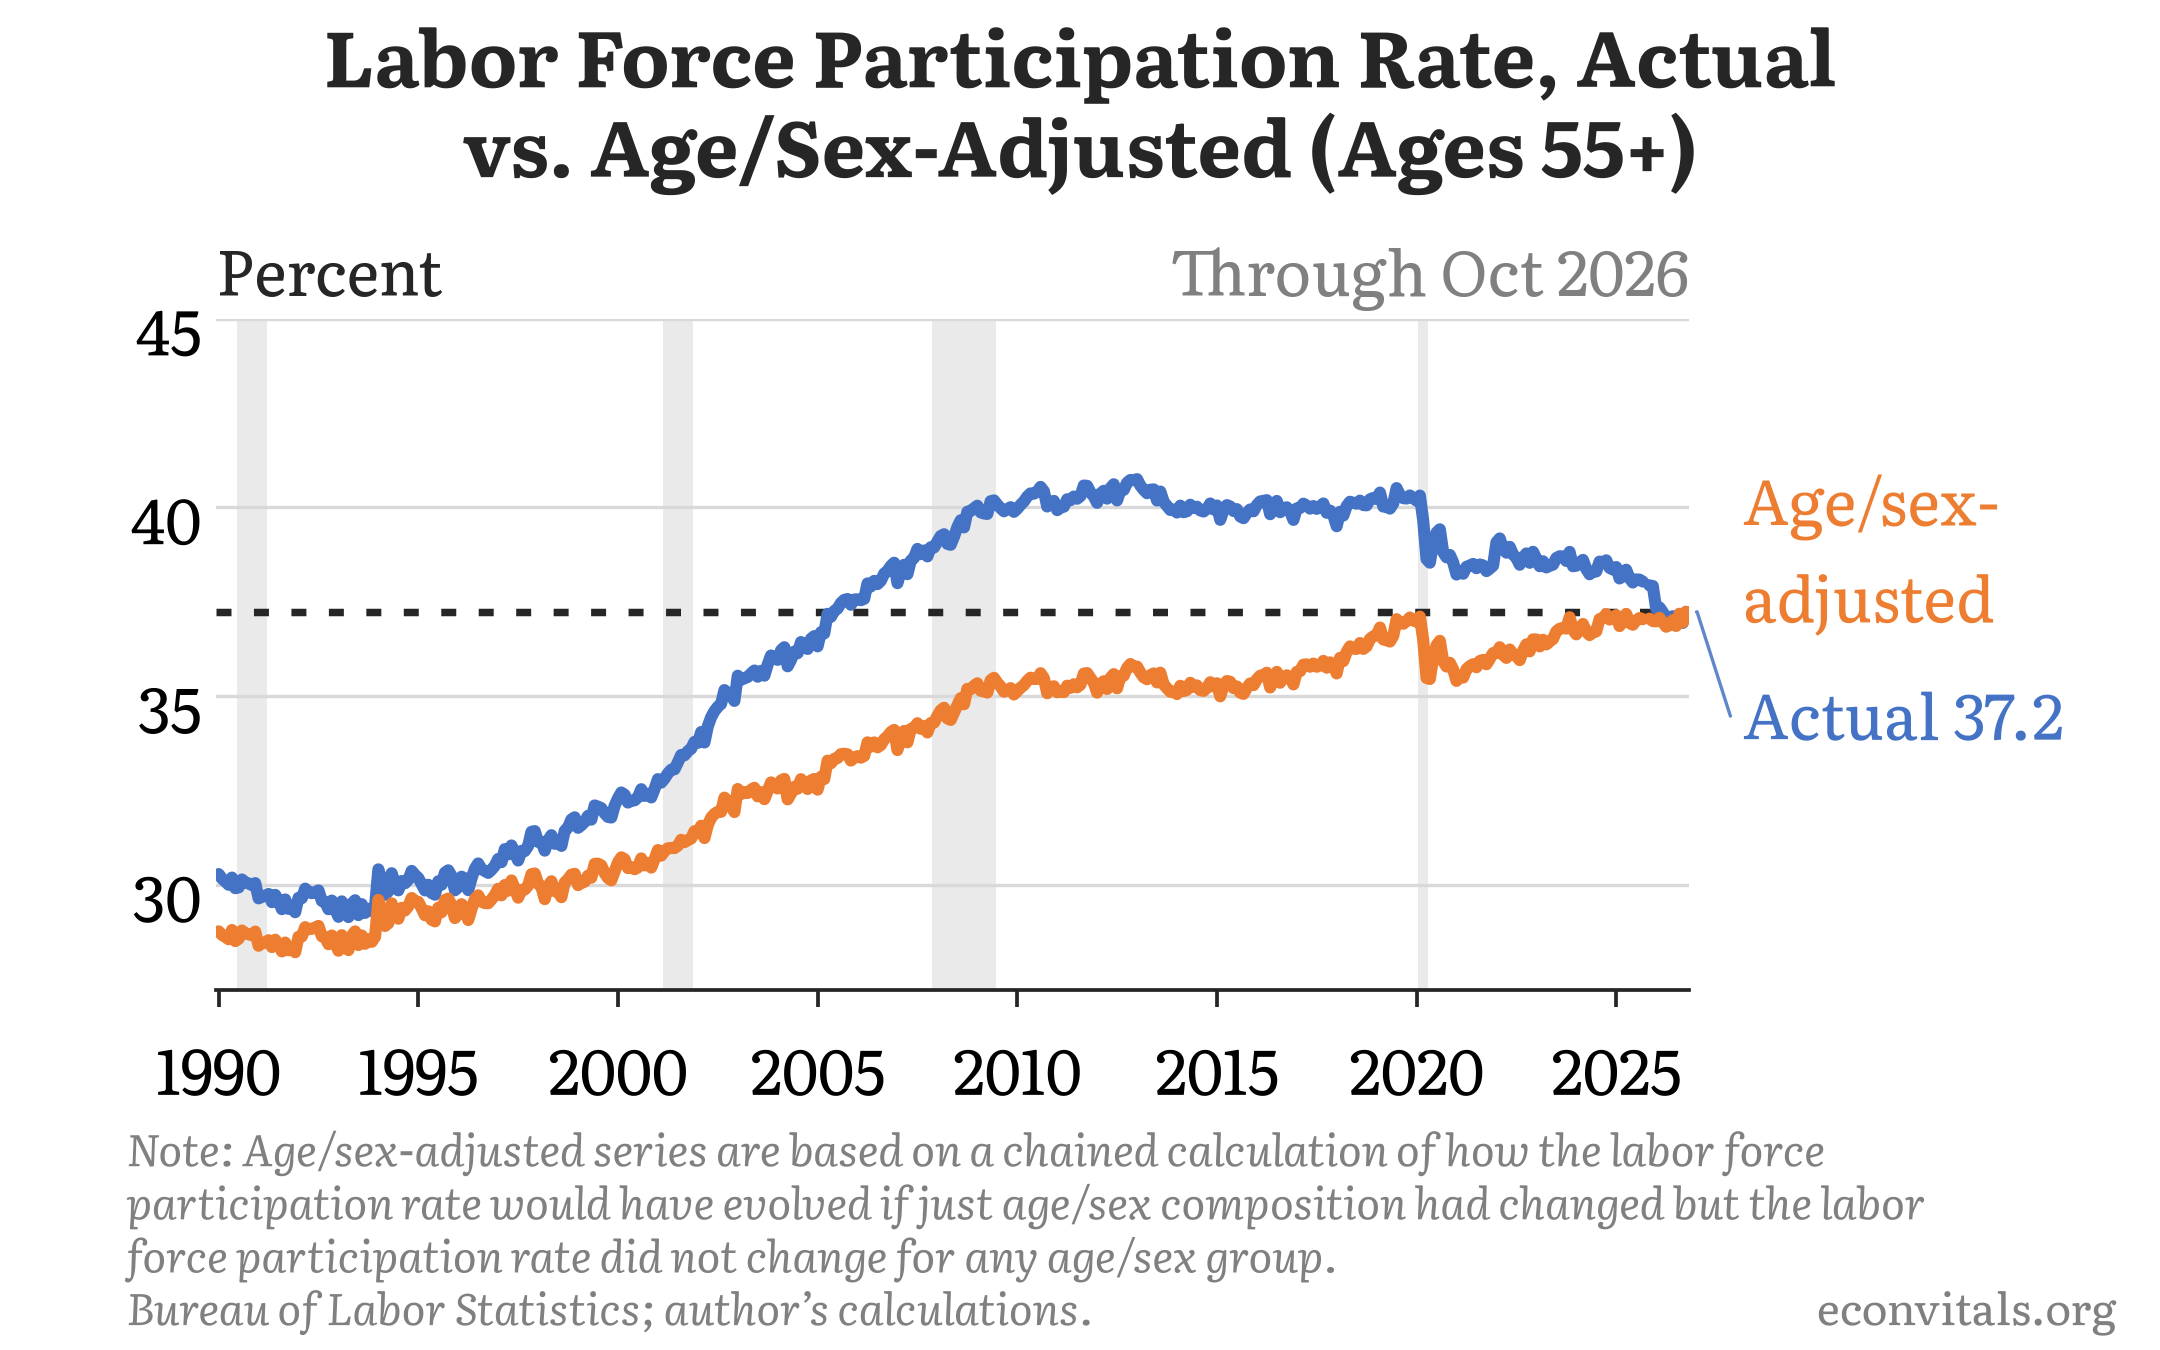 Labor Force Participation Rate, Actual
vs. Age/Sex-Adjusted (Ages 55+)
Percent
Through Oct 2026
45
40
35
30
Age/sex-
adjusted
Actual 37.2
1990 1995 2000 2005 2010 2015 2020 2025
Note: Age/sex-adjusted series are based on a chained calculation of how the labor force
participation rate would have evolved if just age/sex composition had changed but the labor
force participation rate did not change for any age/sex group.
Bureau of Labor Statistics; author’s calculations.
econvitals.org